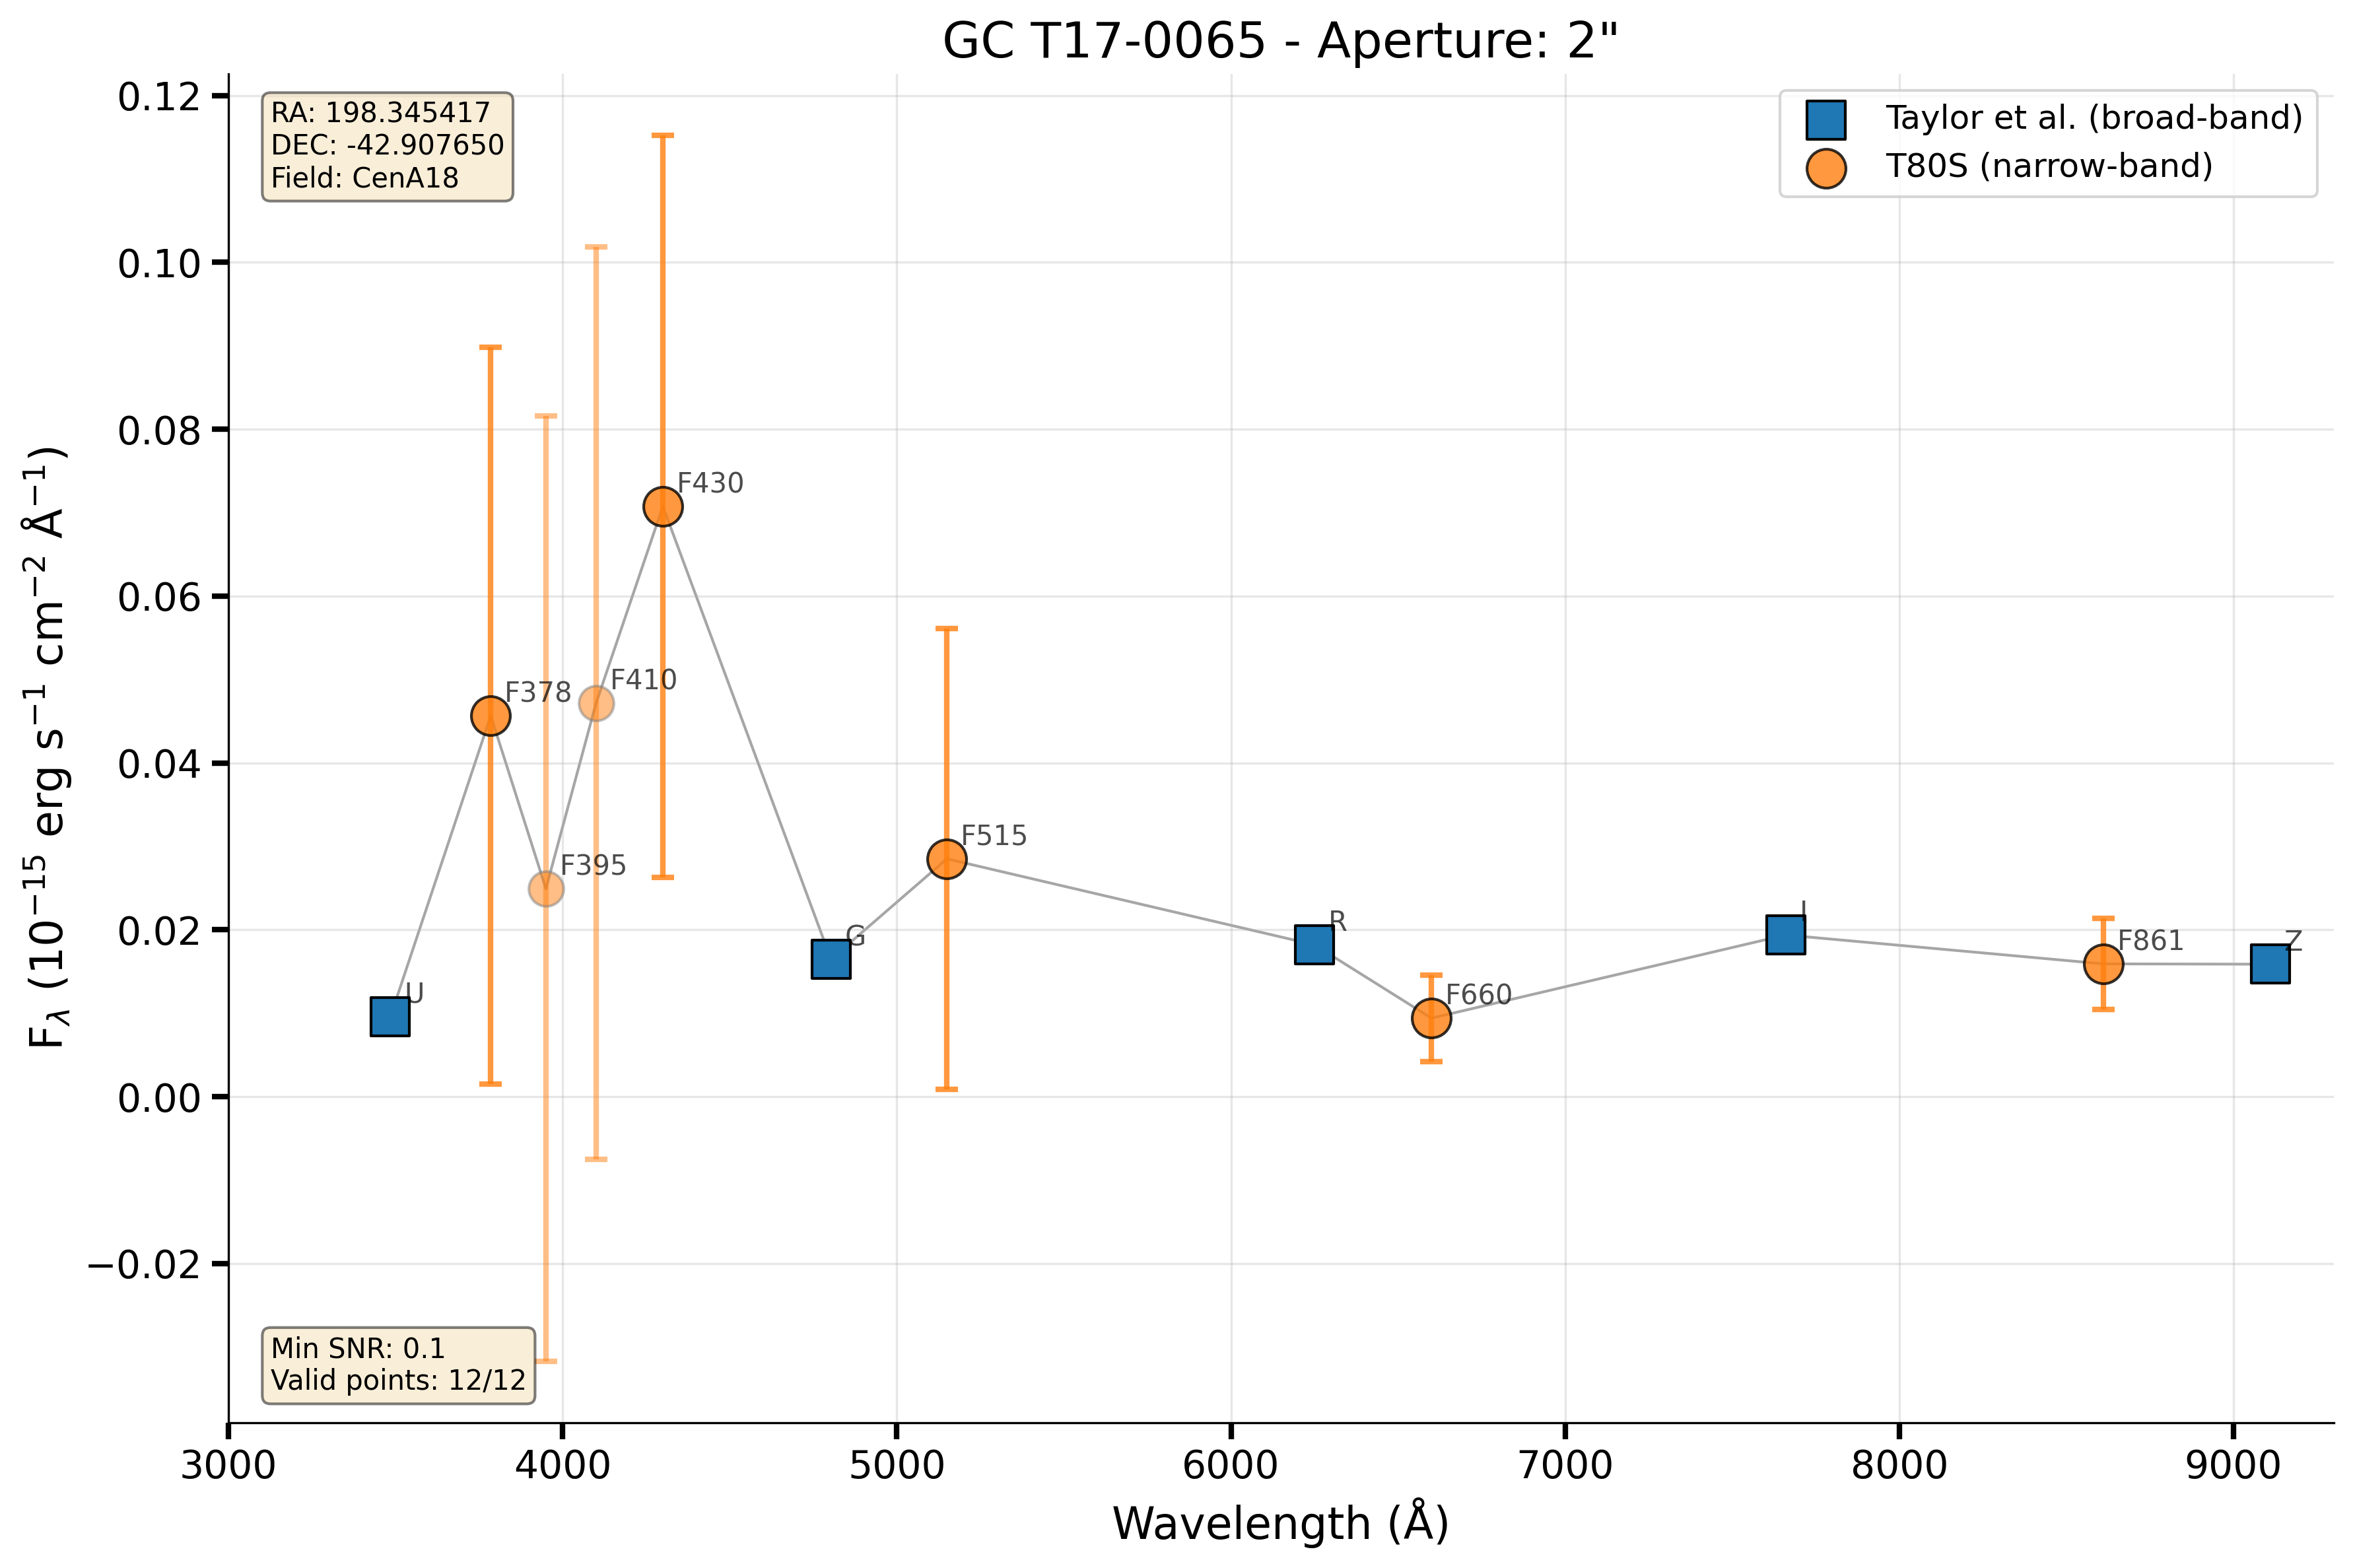 GC T17-0065 - Aperture: 2"
RA: 198.345417
DEC: -42.907650
Field: CenA18
Taylor et al. (broad-band)
T80S (narrow-band)
0.12
0.10
0.08
0.06
0.04
0.02
0.00
−0.02
F$_{\lambda}$ (10$^{-15}$ erg s$^{-1}$ cm$^{-2}$ Å$^{-1}$)
U
F378
F395
F410
F430
G
F515
R
F660
I
F861
Z
Min SNR: 0.1
Valid points: 12/12
3000
4000
5000
6000
7000
8000
9000
Wavelength (Å)